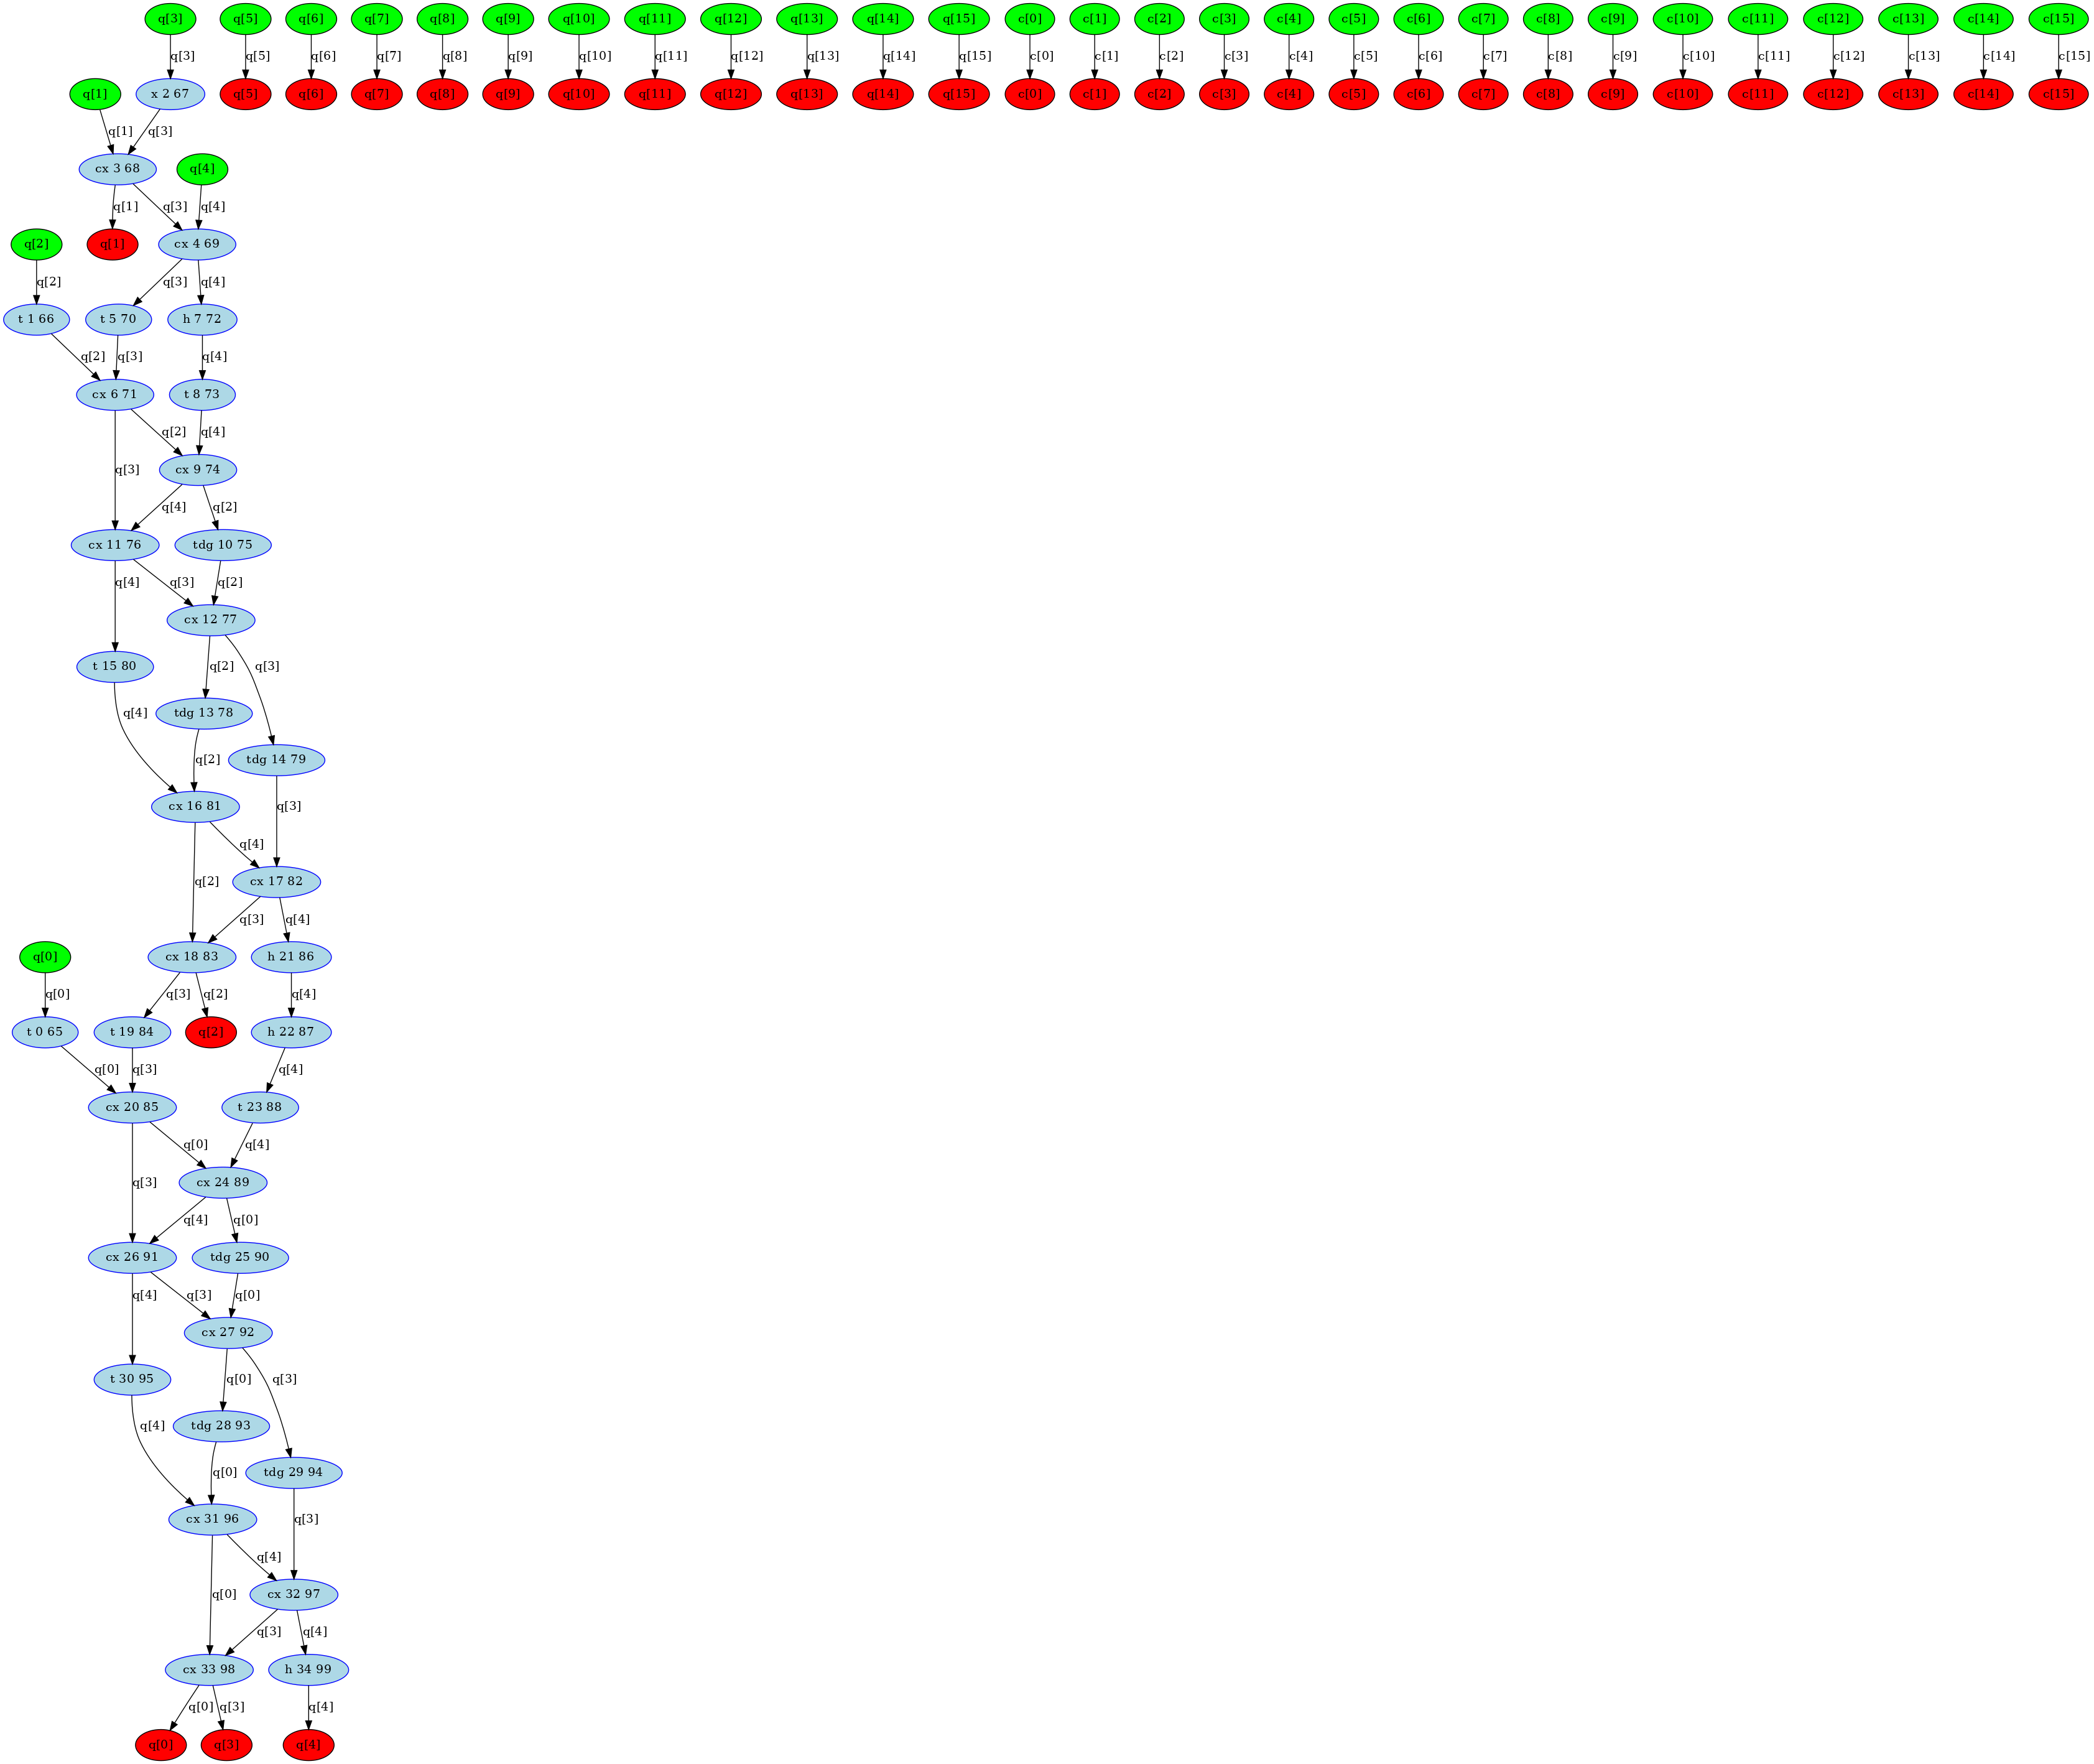 q[3] q[5] q[6] q[7] q[8] q[9] q[10] q[11] q[12] q[13] q[14] q[15] c[0] c[1] c[2] c[3] c[4] c[5] c[6] c[7] c[8] c[9] c[10] c[11] c[12] c[13] c[14] c[15]
q[3] q[5] q[6] q[7] q[8] q[9] q[10] q[11] q[12] q[13] q[14] q[15] c[0] c[1] c[2] c[3] c[4] c[5] c[6] c[7] c[8] c[9] c[10] c[11] c[12] c[13] c[14] c[15]
q[1] x 2 67 q[5] q[6] q[7] q[8] q[9] q[10] q[11] q[12] q[13] q[14] q[15] c[0] c[1] c[2] c[3] c[4] c[5] c[6] c[7] c[8] c[9] c[10] c[11] c[12] c[13] c[14] c[15]
q[1] q[3]
cx 3 68 q[4]
q[1] q[3] q[4]
q[2] q[1] cx 4 69
q[2] q[3] q[4]
t 1 66 t 5 70 h 7 72
q[2] q[3] q[4]
cx 6 71 t 8 73
q[2] q[4]
q[3] cx 9 74
q[4] q[2]
cx 11 76 tdg 10 75
q[4] q[3] q[2]
cx 12 77
t 15 80 q[2] q[3]
q[4] tdg 13 78
q[2] tdg 14 79
cx 16 81 q[3]
q[4]
q[2] cx 17 82
q[3] q[4]
q[0] cx 18 83 h 21 86
q[0] q[3] q[2] q[4]
t 0 65 t 19 84 q[2] h 22 87
q[0] q[3] q[4]
cx 20 85 t 23 88
q[0] q[4]
q[3] cx 24 89
q[4] q[0]
cx 26 91 tdg 25 90
q[4] q[3] q[0]
cx 27 92
t 30 95 q[0] q[3]
q[4] tdg 28 93
q[0] tdg 29 94
cx 31 96 q[3]
q[4]
q[0] cx 32 97
q[3] q[4]
cx 33 98 h 34 99
q[0] q[3] q[4]
q[0] q[3] q[4]